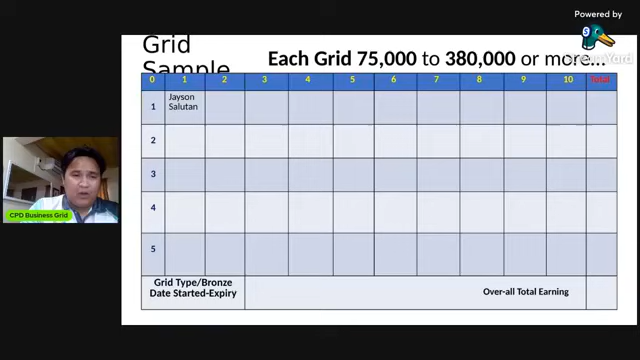 Powered by
StreamYard
Grid
Sample
Each Grid 75,000 to 380,000 or more...
0 1 2 3 4 5 6 7 8 9 10 Total
1 Jayson
Salutan
2
3
4
5
CPD Business Grid
Grid Type/Bronze
Date Started-Expiry
Over-all Total Earning